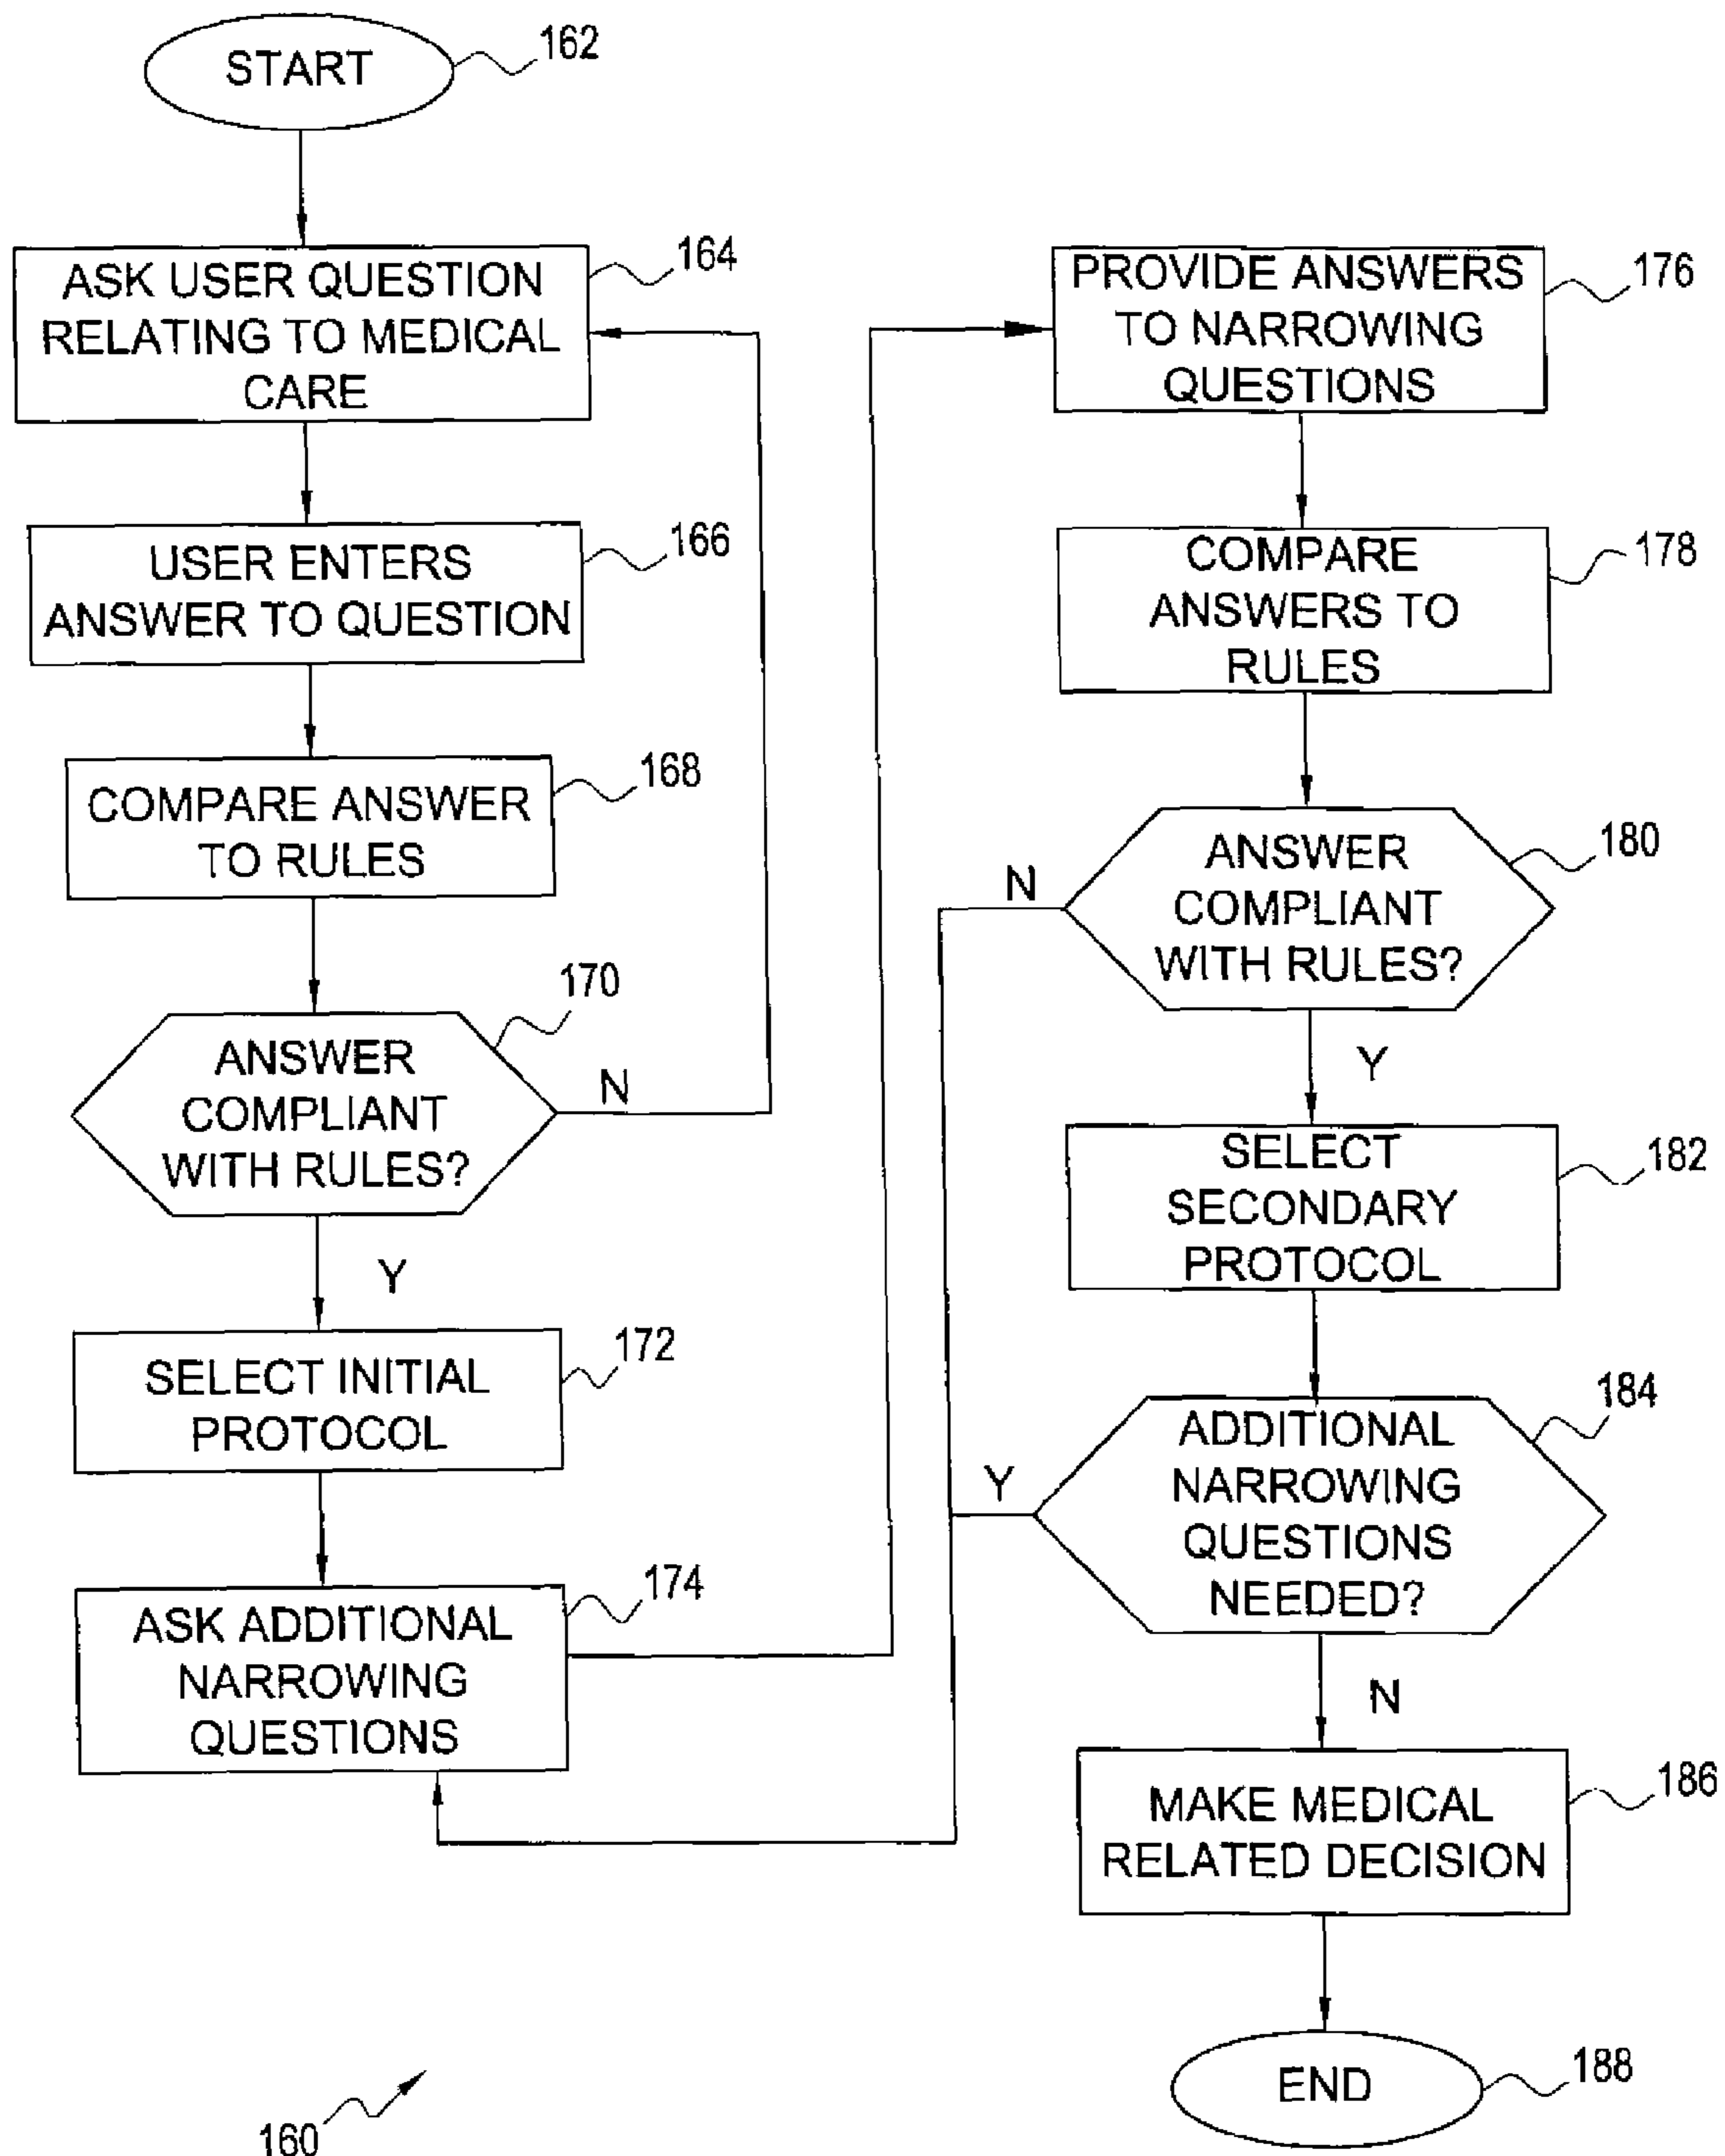 START
162
ASK USER QUESTION
RELATING TO MEDICAL
CARE
164
USER ENTERS
ANSWER TO QUESTION
166
COMPARE ANSWER
TO RULES
168
ANSWER
COMPLIANT
WITH RULES?
170
N
Y
SELECT INITIAL
PROTOCOL
172
ASK ADDITIONAL
NARROWING
QUESTIONS
174
PROVIDE ANSWERS
TO NARROWING
QUESTIONS
176
COMPARE
ANSWERS TO
RULES
178
ANSWER
COMPLIANT
WITH RULES?
180
N
Y
SELECT
SECONDARY
PROTOCOL
182
ADDITIONAL
NARROWING
QUESTIONS
NEEDED?
184
Y
N
MAKE MEDICAL
RELATED DECISION
186
END
188
160